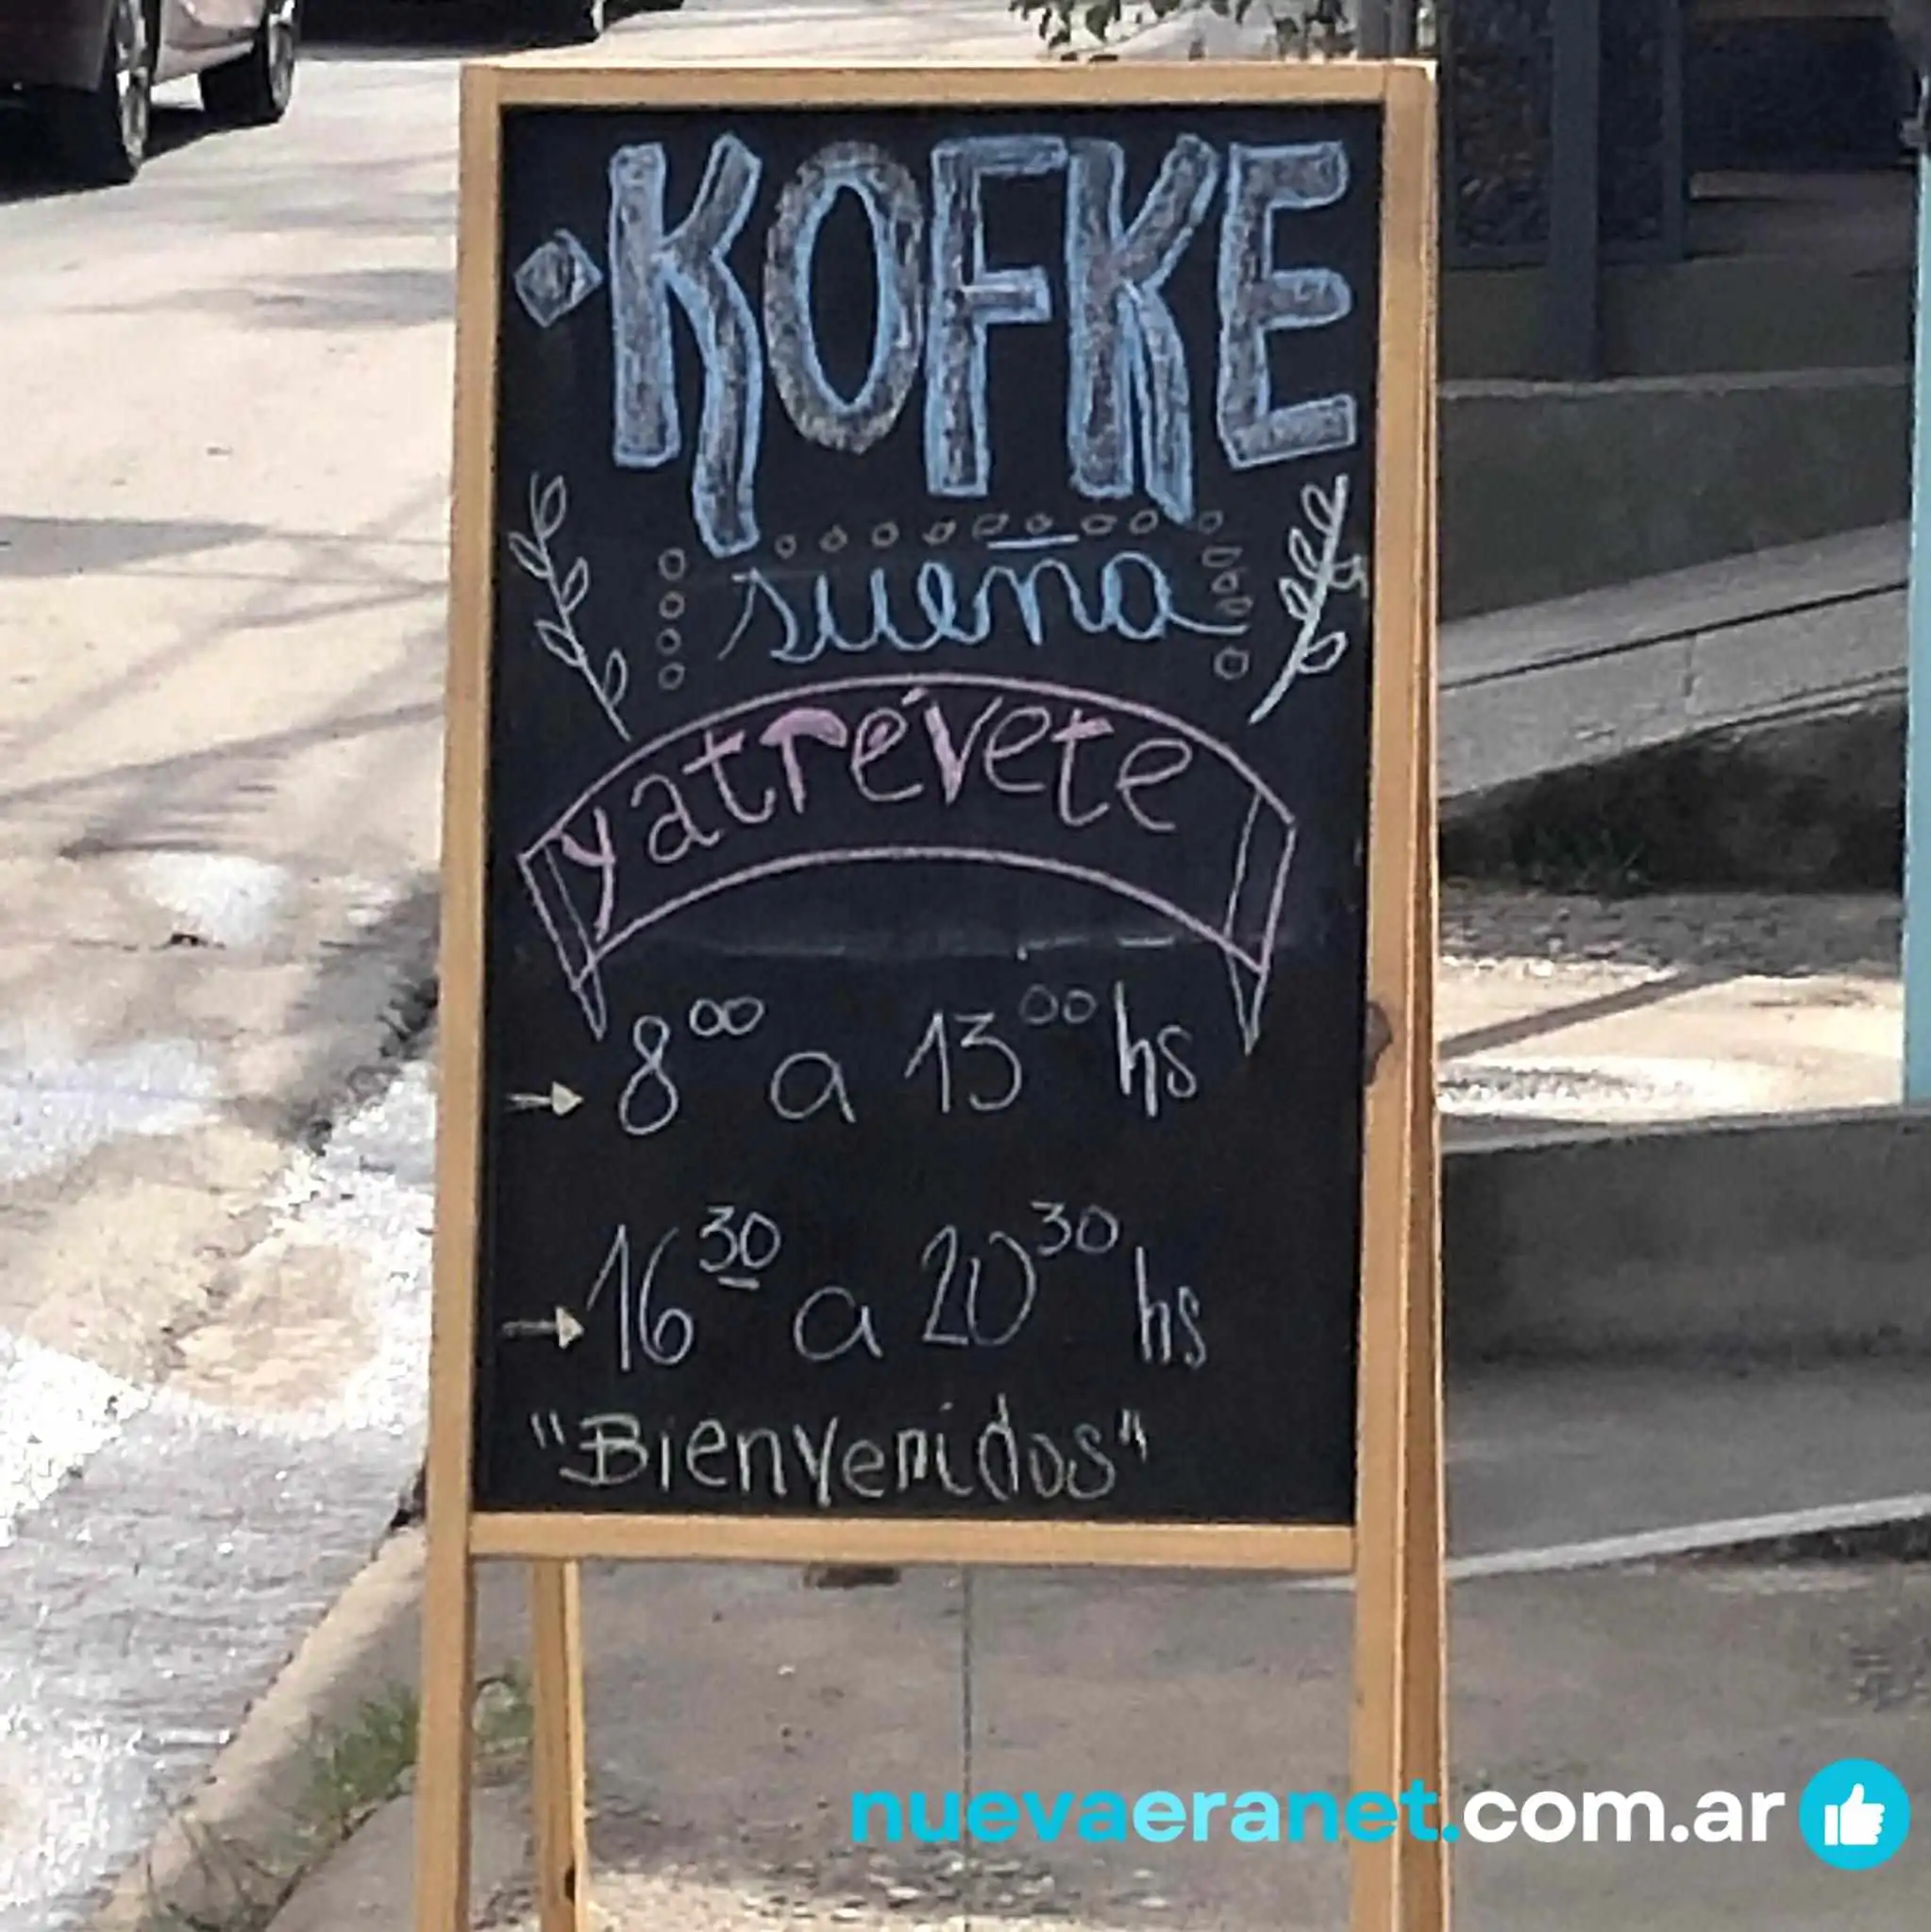 KOFKE
sueña
y atrévete
8⁰⁰ a 13⁰⁰ hs
16³⁰ a 20³⁰ hs
"Bienvenidos"
nuevaeranet.com.ar